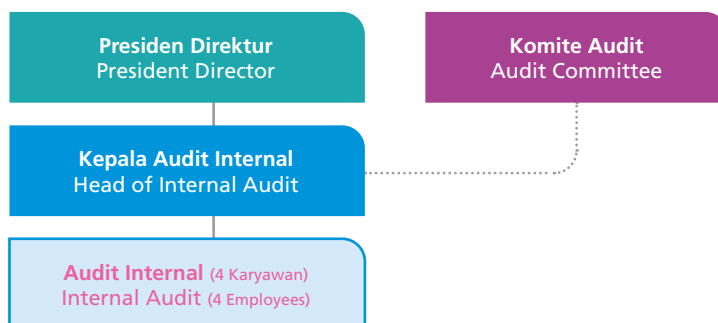 Presiden Direktur
President Director
Komite Audit
Audit Committee
Kepala Audit Internal
Head of Internal Audit
Audit Internal (4 Karyawan)
Internal Audit (4 Employees)